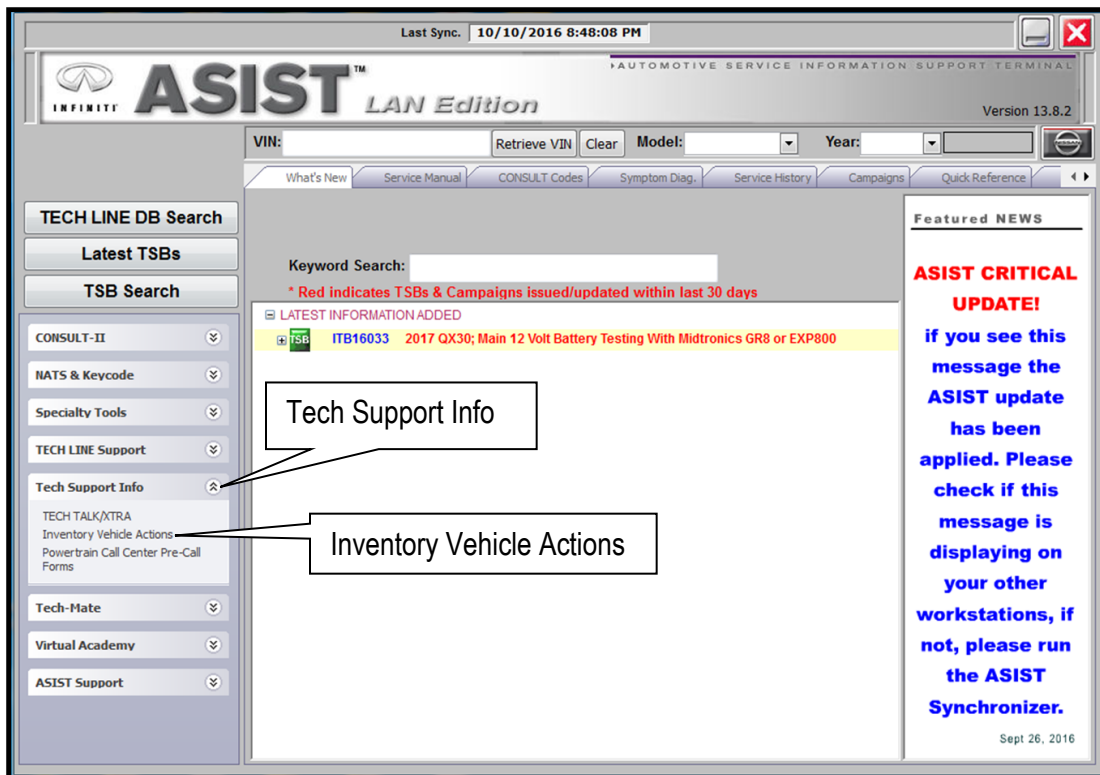 Last Sync. 10/10/2016 8:48:08 PM
INFINITI ASIST™ LAN Edition
AUTOMOTIVE SERVICE INFORMATION SUPPORT TERMINAL
Version 13.8.2
VIN: Retrieve VIN Clear Model: Year: NISSAN
What's New Service Manual CONSULT Codes Symptom Diag. Service History Campaigns Quick Reference
TECH LINE DB Search
Latest TSBs
TSB Search
CONSULT-II
NATS & Keycode
Specialty Tools
TECH LINE Support
Tech Support Info
TECH TALK/XTRA
Inventory Vehicle Actions
Powertrain Call Center Pre-Call
Forms
Tech-Mate
Virtual Academy
ASIST Support
Keyword Search:
* Red indicates TSBs & Campaigns issued/updated within last 30 days
LATEST INFORMATION ADDED
TSB ITB16033 2017 QX30; Main 12 Volt Battery Testing With Midtronics GR8 or EXP800
Tech Support Info
Inventory Vehicle Actions
Featured NEWS
ASIST CRITICAL
UPDATE!
if you see this
message the
ASIST update
has been
applied. Please
check if this
message is
displaying on
your other
workstations, if
not, please run
the ASIST
Synchronizer.
Sept 26, 2016